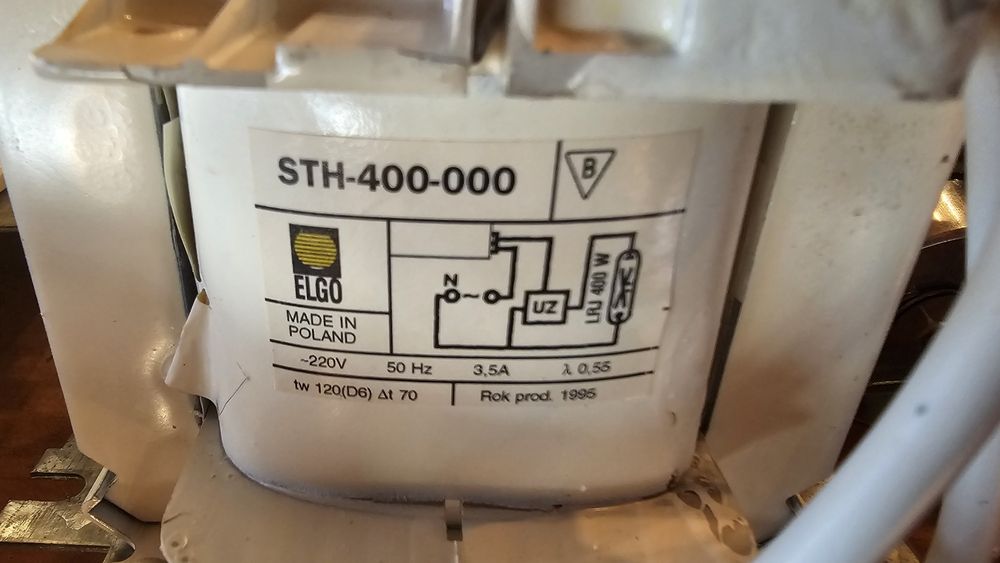 STH-400-000
B
ELGO
MADE IN
POLAND
N
~
UZ
LRJ 400 W
~220V 50 Hz 3,5A λ 0,55
tw 120(D6) Δt 70 Rok prod. 1995